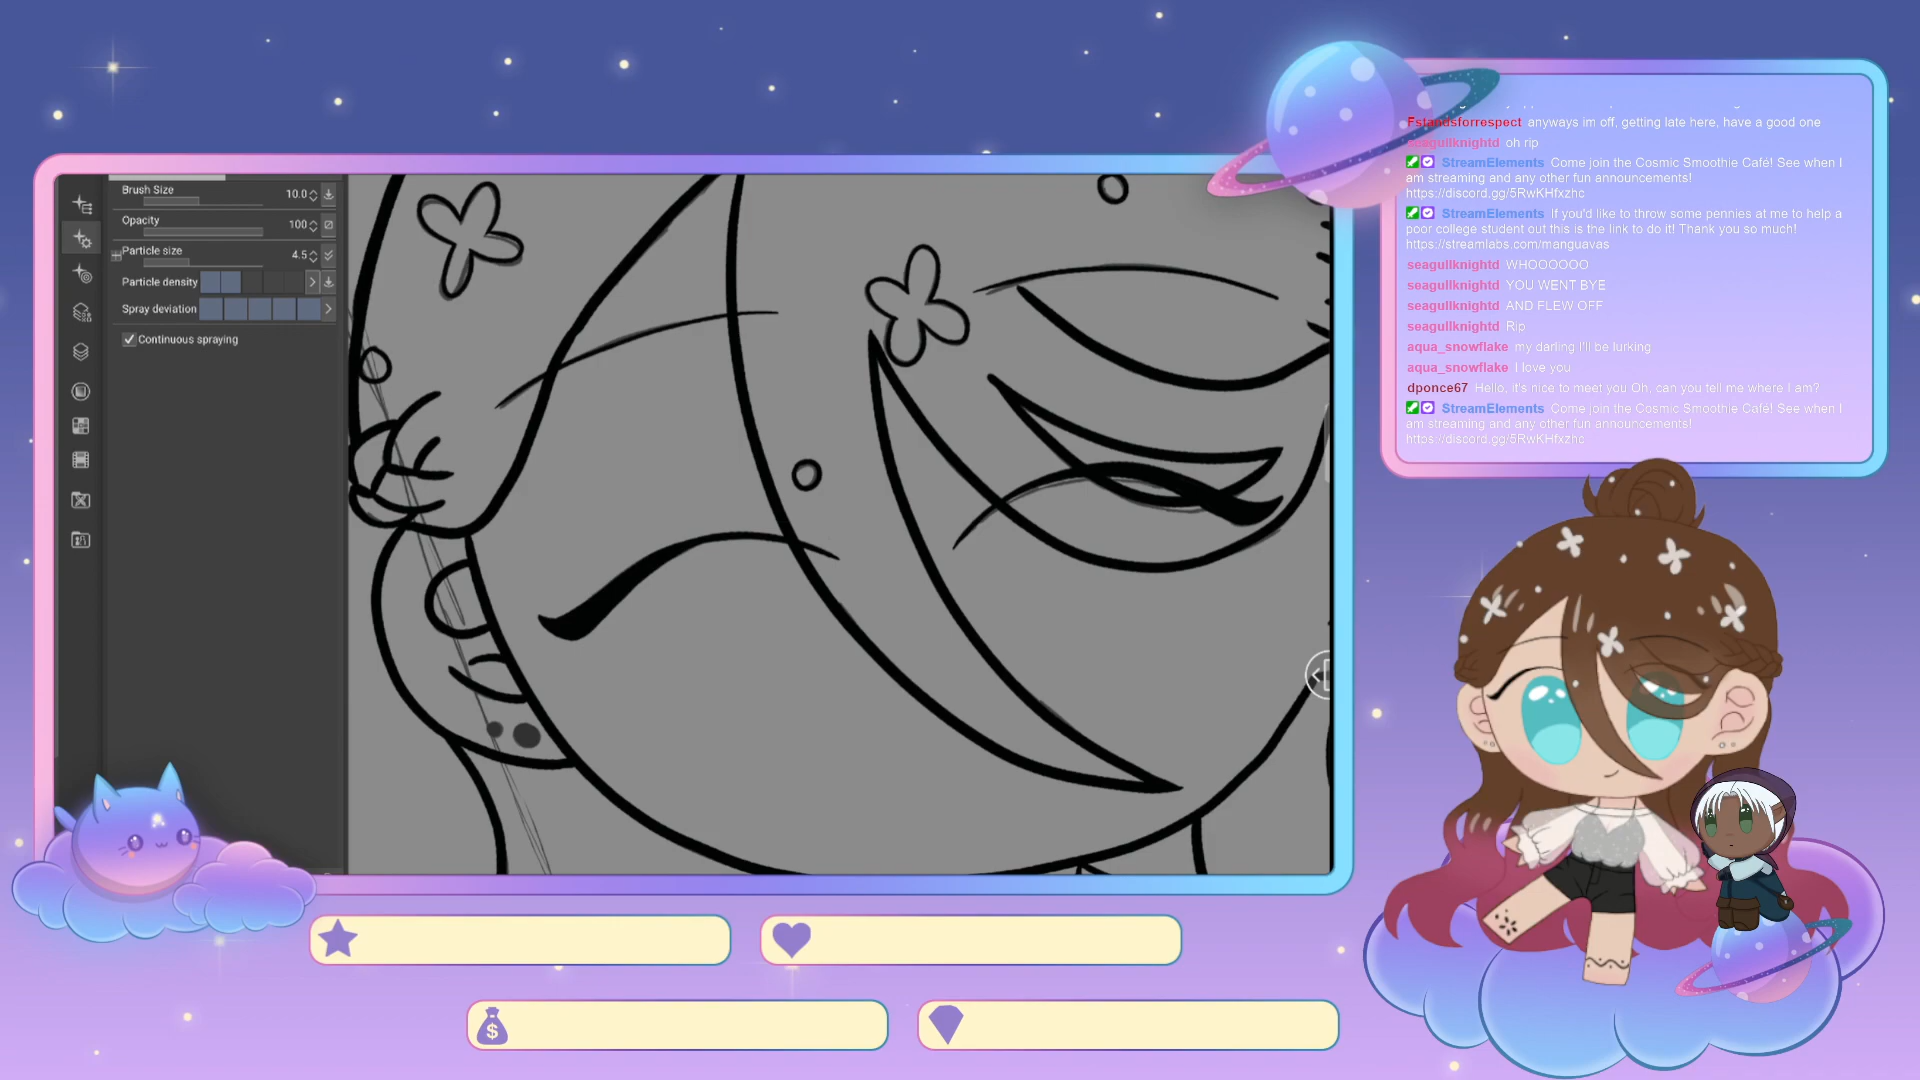 Brush Size 10.0
Opacity 100
Particle size 4.5
Particle density
Spray deviation
Continuous spraying
Fstandsforrespect anyways im off, getting late here, have a good one
seagullknightd oh rip
StreamElements Come join the Cosmic Smoothie Café! See when I
am streaming and any other fun announcements!
https://discord.gg/5RwKHfxzhc
StreamElements If you'd like to throw some pennies at me to help a
poor college student out this is the link to do it! Thank you so much!
https://streamlabs.com/manguavas
seagullknightd WHOOOOOO
seagullknightd YOU WENT BYE
seagullknightd AND FLEW OFF
seagullknightd Rip
aqua_snowflake my darling I'll be lurking
aqua_snowflake I love you
dponce67 Hello, it's nice to meet you Oh, can you tell me where I am?
StreamElements Come join the Cosmic Smoothie Café! See when I
am streaming and any other fun announcements!
https://discord.gg/5RwKHfxzhc
$